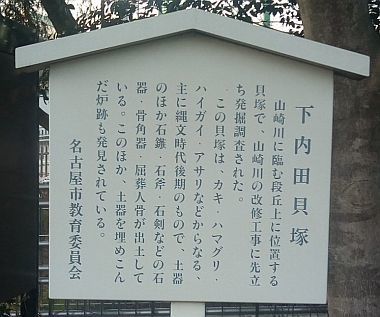 下内田貝塚
山崎川に臨む段丘上に位置する
貝塚で、山崎川の改修工事に先立
ち発掘調査された。
この貝塚は、カキ・ハマグリ・
ハイガイ・アサリなどからなる、
主に縄文時代後期のもので、土器
のほか石錐・石斧・石剣などの石
器・骨角器・屈葬人骨が出土して
いる。このほか、土器を埋めこん
だ炉跡も発見されている。
名古屋市教育委員会